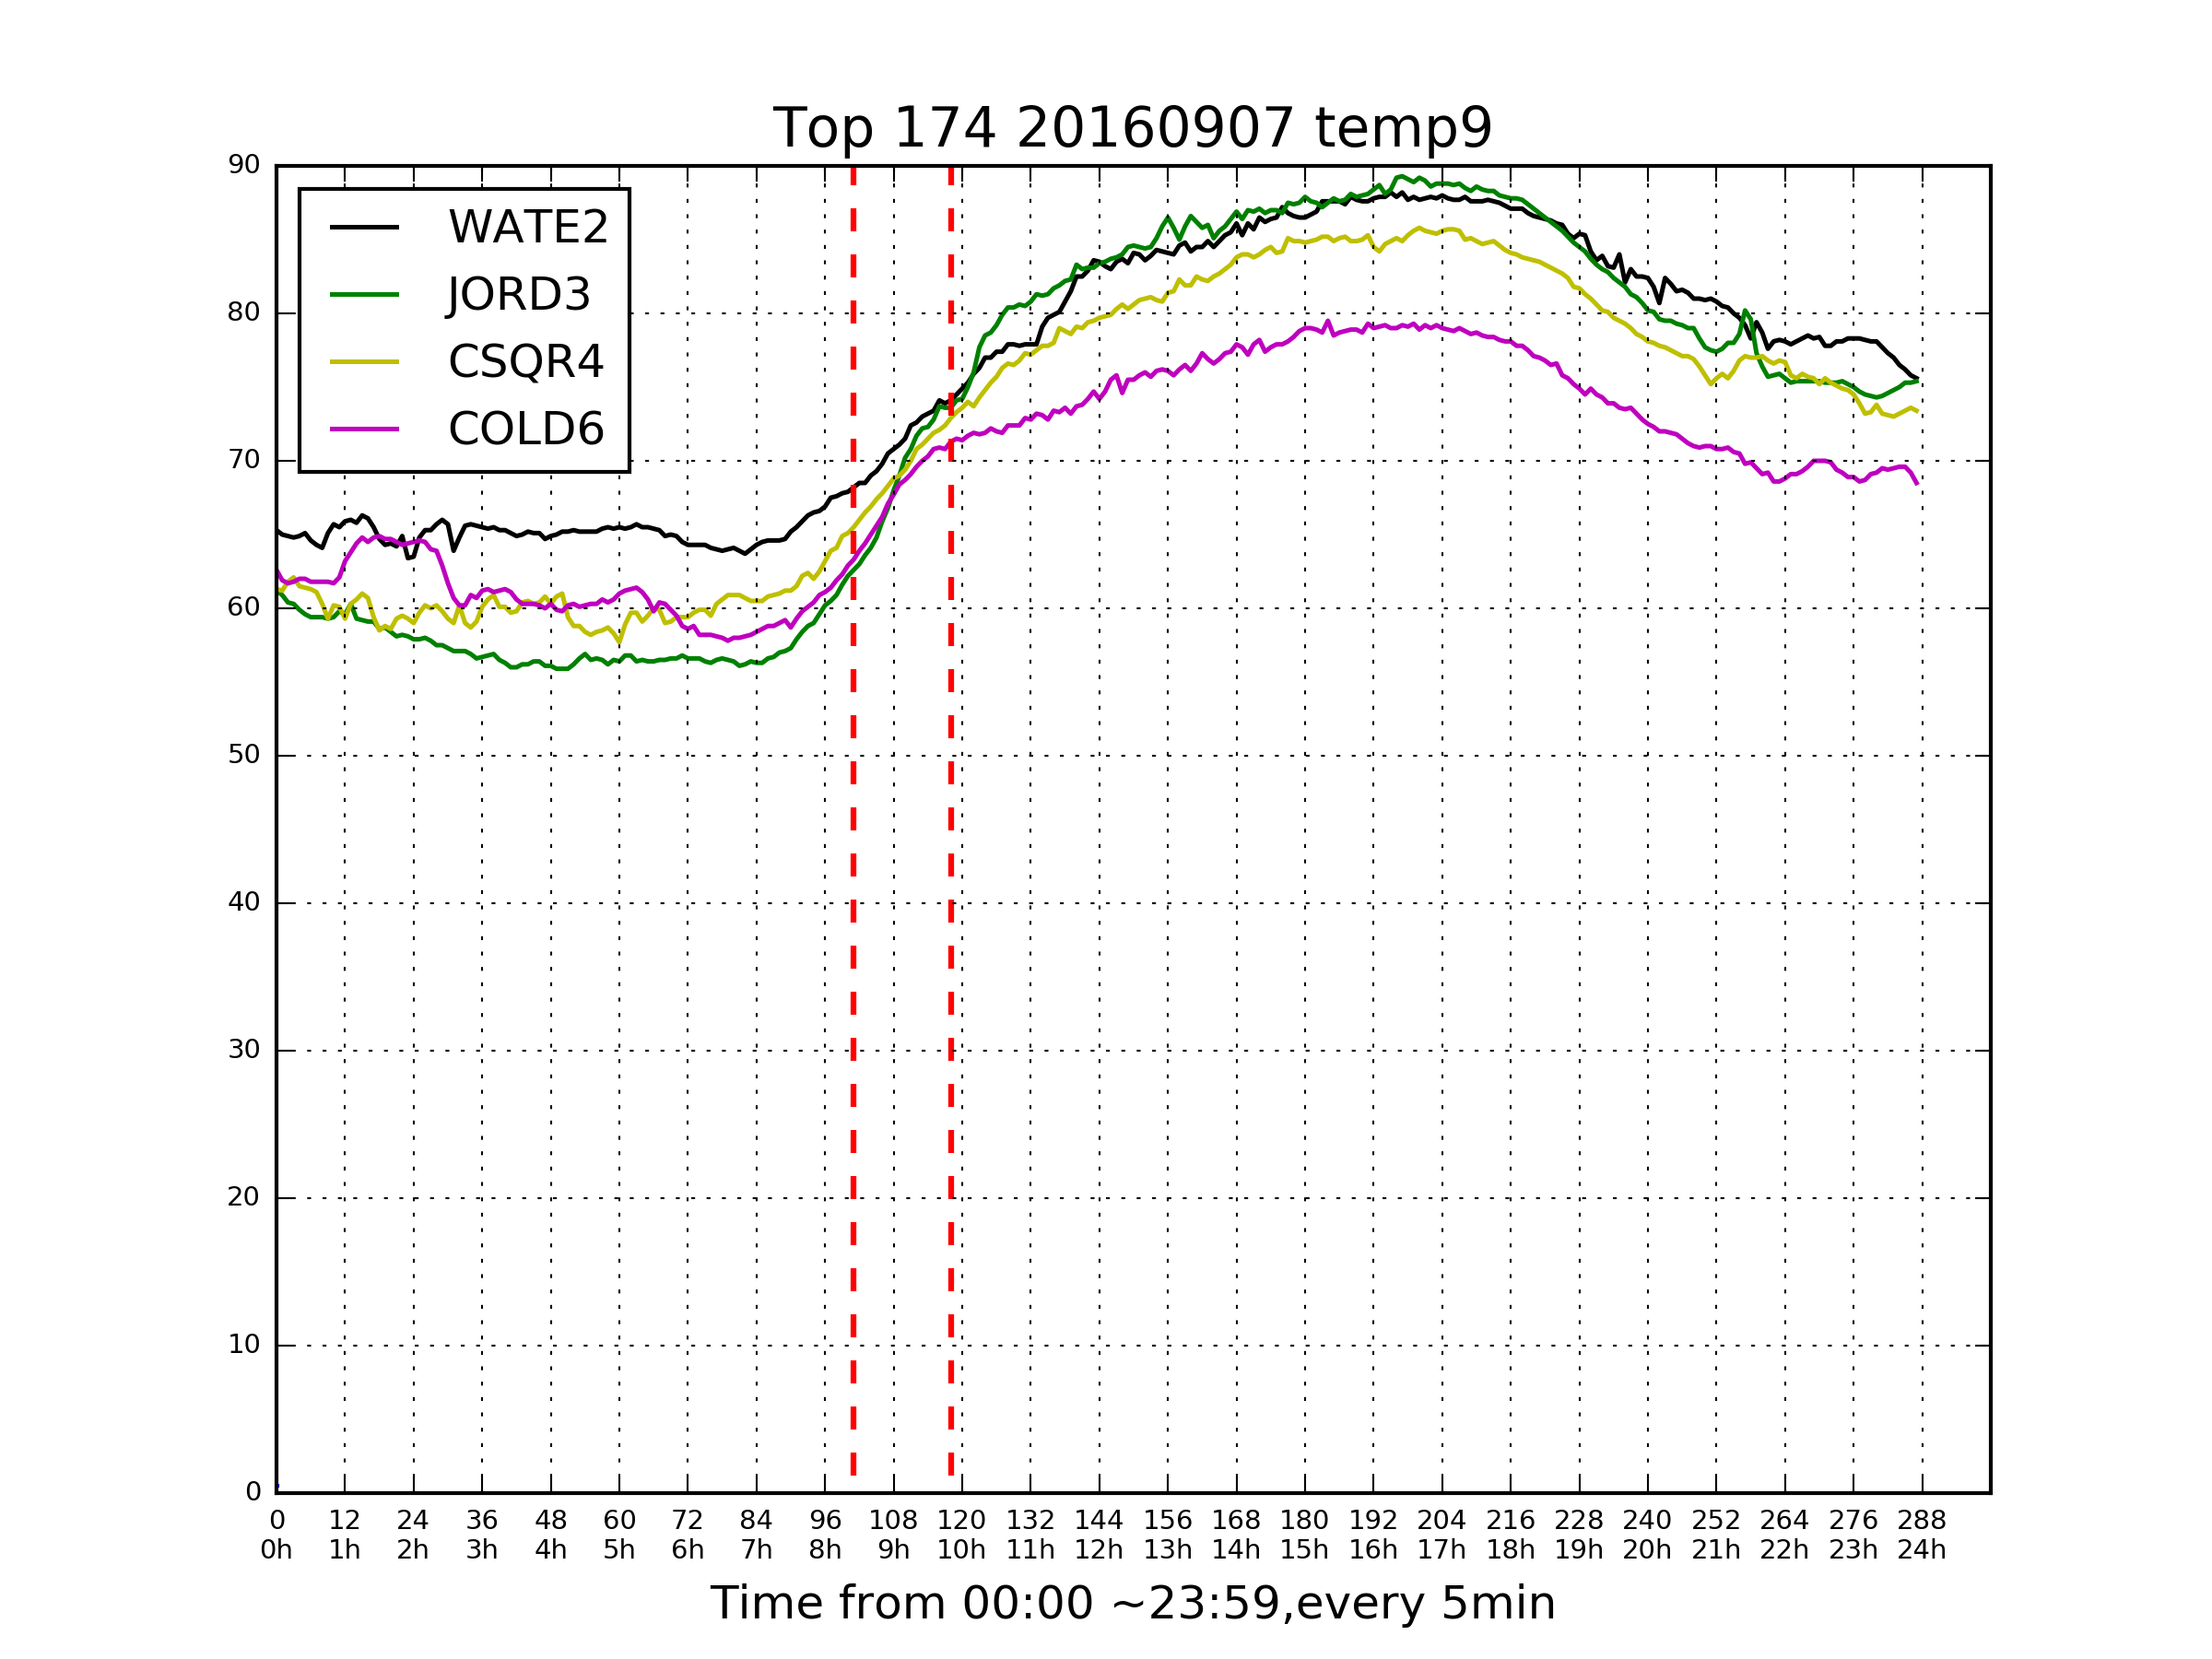 Top 174 20160907 temp9
90
80
70
60
50
40
30
20
10
0
WATE2
JORD3
CSQR4
COLD6
0 12 24 36 48 60 72 84 96 108 120 132 144 156 168 180 192 204 216 228 240 252 264 276 288
0h 1h 2h 3h 4h 5h 6h 7h 8h 9h 10h 11h 12h 13h 14h 15h 16h 17h 18h 19h 20h 21h 22h 23h 24h
Time from 00:00 ~23:59,every 5min